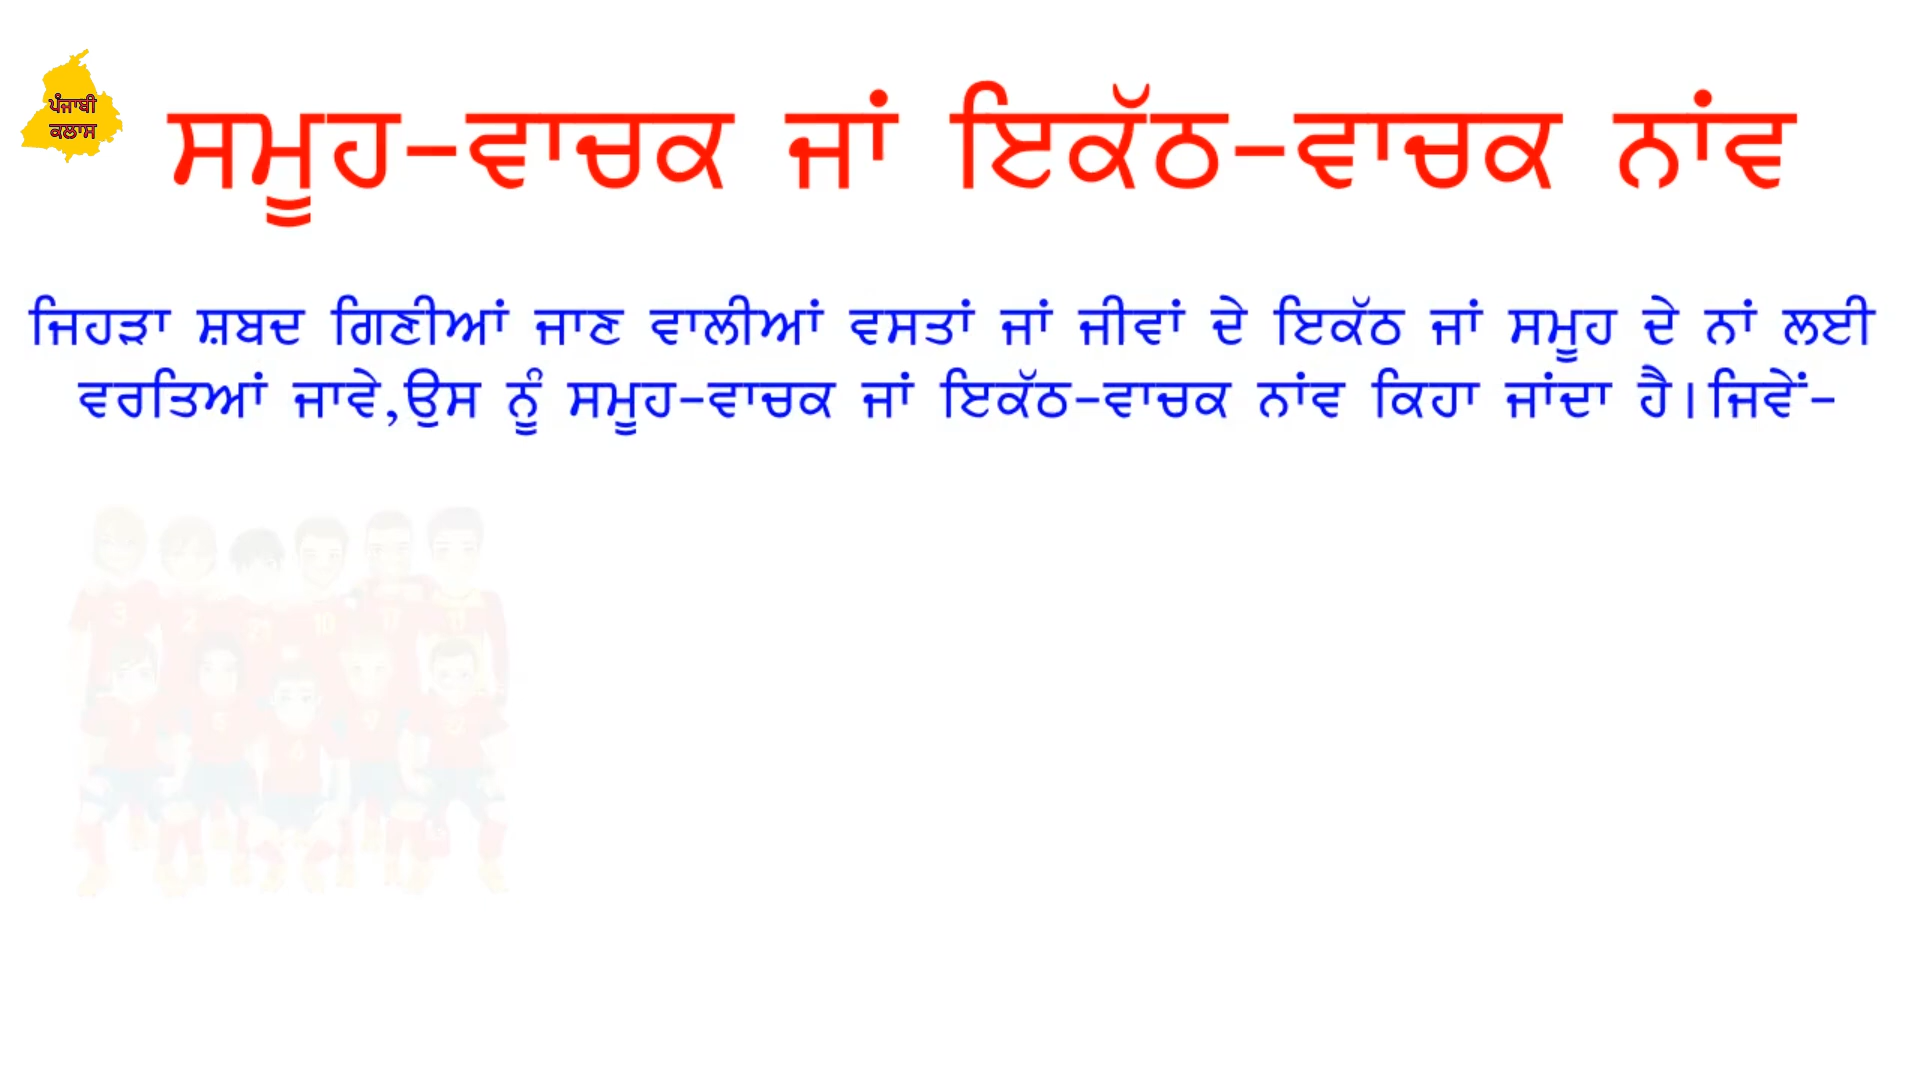 ਪੰਜਾਬੀ
ਕਲਾਸ
ਸਮੂਹ-ਵਾਚਕ ਜਾਂ ਇਕੱਠ-ਵਾਚਕ ਨਾਂਵ
ਜਿਹੜਾ ਸ਼ਬਦ ਗਿਣੀਆਂ ਜਾਣ ਵਾਲੀਆਂ ਵਸਤਾਂ ਜਾਂ ਜੀਵਾਂ ਦੇ ਇਕੱਠ ਜਾਂ ਸਮੂਹ ਦੇ ਨਾਂ ਲਈ
ਵਰਤਿਆਂ ਜਾਵੇ,ਉਸ ਨੂੰ ਸਮੂਹ-ਵਾਚਕ ਜਾਂ ਇਕੱਠ-ਵਾਚਕ ਨਾਂਵ ਕਿਹਾ ਜਾਂਦਾ ਹੈ।ਜਿਵੇਂ-